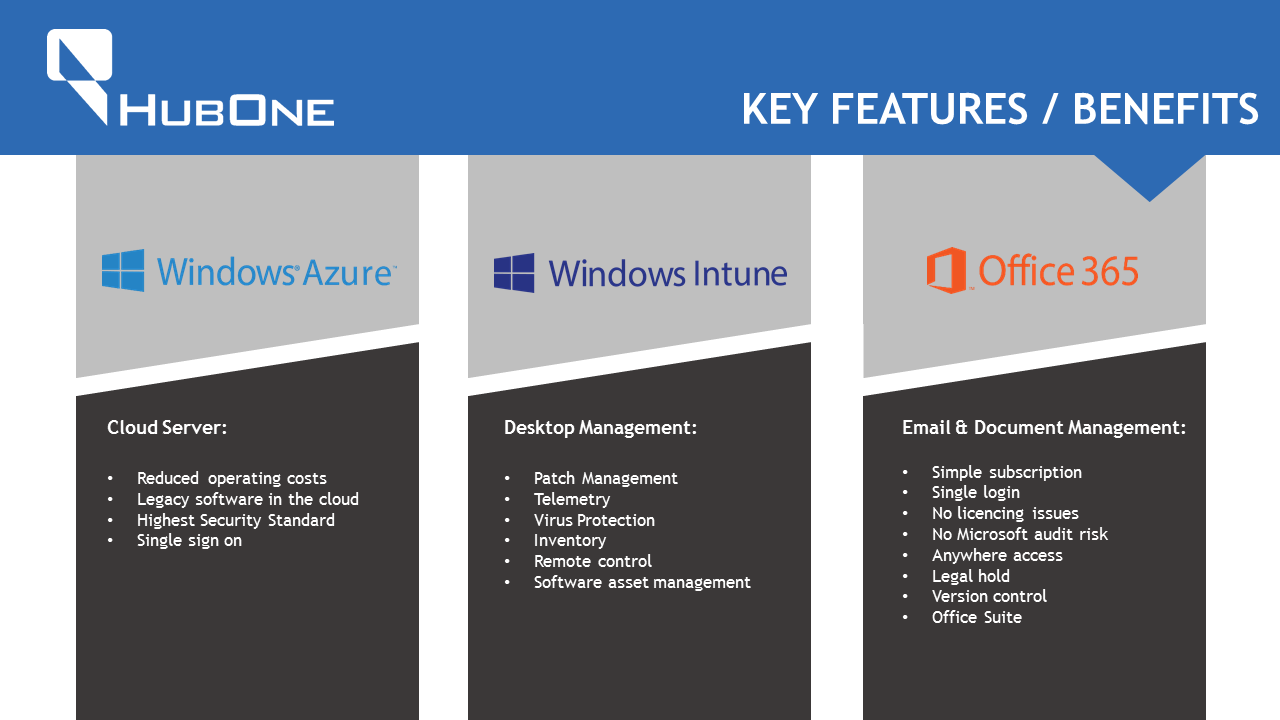 HUBONE
KEY FEATURES / BENEFITS
Windows® Azure™
Cloud Server:
• Reduced operating costs
• Legacy software in the cloud
• Highest Security Standard
• Single sign on
Windows Intune
Desktop Management:
• Patch Management
• Telemetry
• Virus Protection
• Inventory
• Remote control
• Software asset management
™ Office 365
Email & Document Management:
• Simple subscription
• Single login
• No licencing issues
• No Microsoft audit risk
• Anywhere access
• Legal hold
• Version control
• Office Suite